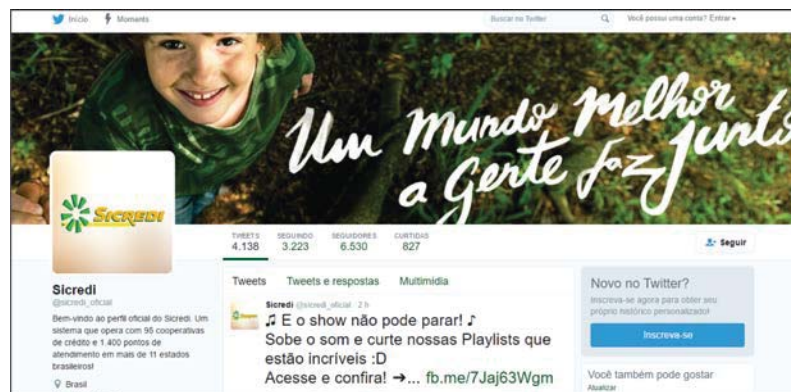 Início Moments Buscar no Twitter Você possui uma conta? Entrar
Um Mundo Melhor
a Gente faz Junto
SICREDI
TWEETS SEGUINDO SEGUIDORES CURTIDAS
4.138 3.223 6.530 827
Seguir
Sicredi
@sicredi_oficial
Bem-vindo ao perfil oficial do Sicredi. Um
sistema que opera com 95 cooperativas
de crédito e 1.400 pontos de
atendimento em mais de 11 estados
brasileiros!
Brasil
Tweets Tweets e respostas Multimídia
Sicredi @sicredi_oficial · 2 h
♫ E o show não pode parar! ♪
Sobe o som e curte nossas Playlists que
estão incríveis :D
Acesse e confira! ➔... fb.me/7Jaj63Wgm
Novo no Twitter?
Inscreva-se agora para obter seu
próprio histórico personalizado!
Inscreva-se
Você também pode gostar
Atualizar